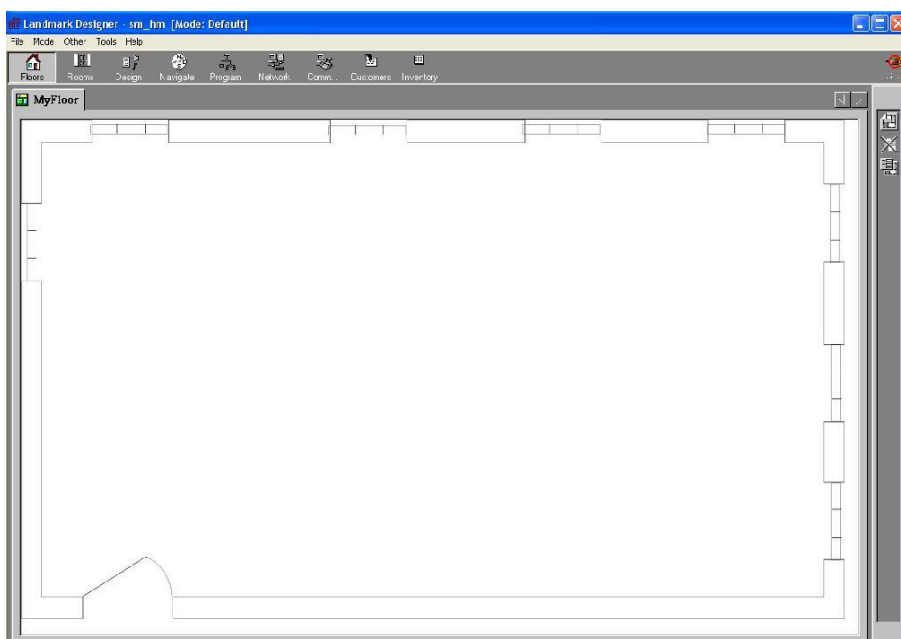 Landmark Designer - sm_hm [Mode: Default]
File Mode Other Tools Help
Floors Rooms Design Navigate Program Network Comm... Customers Inventory
MyFloor